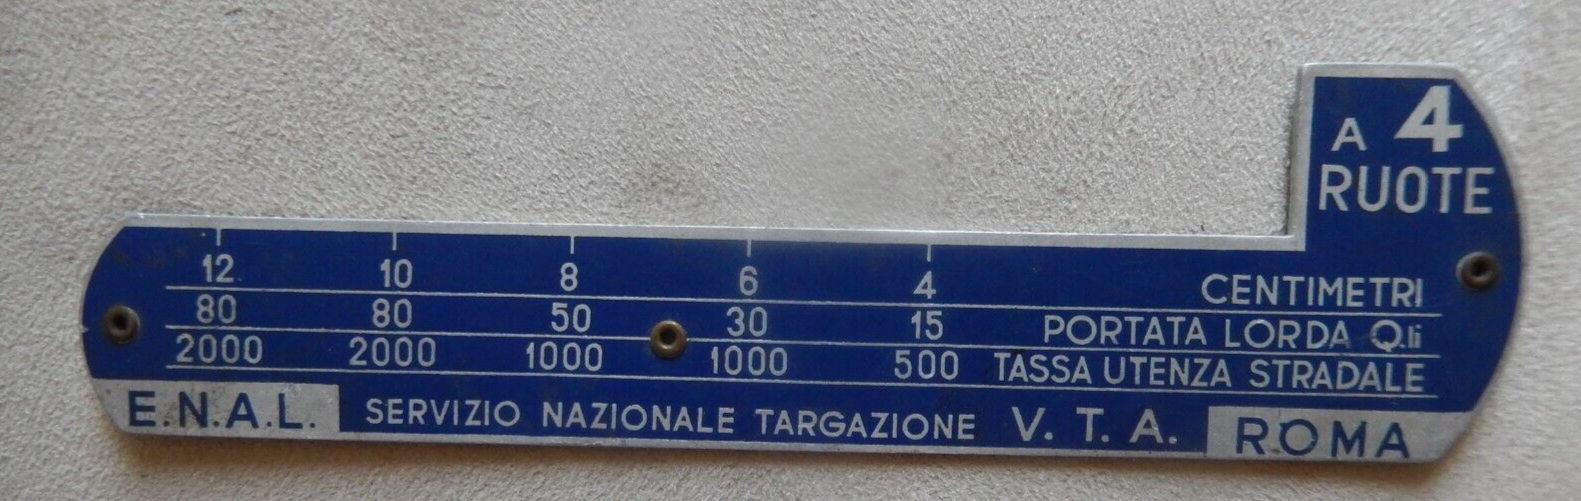 A 4
RUOTE
12 10 8 6 4 CENTIMETRI
80 80 50 30 15 PORTATA LORDA Q.li
2000 2000 1000 1000 500 TASSA UTENZA STRADALE
E.N.A.L. SERVIZIO NAZIONALE TARGAZIONE V. T. A. ROMA